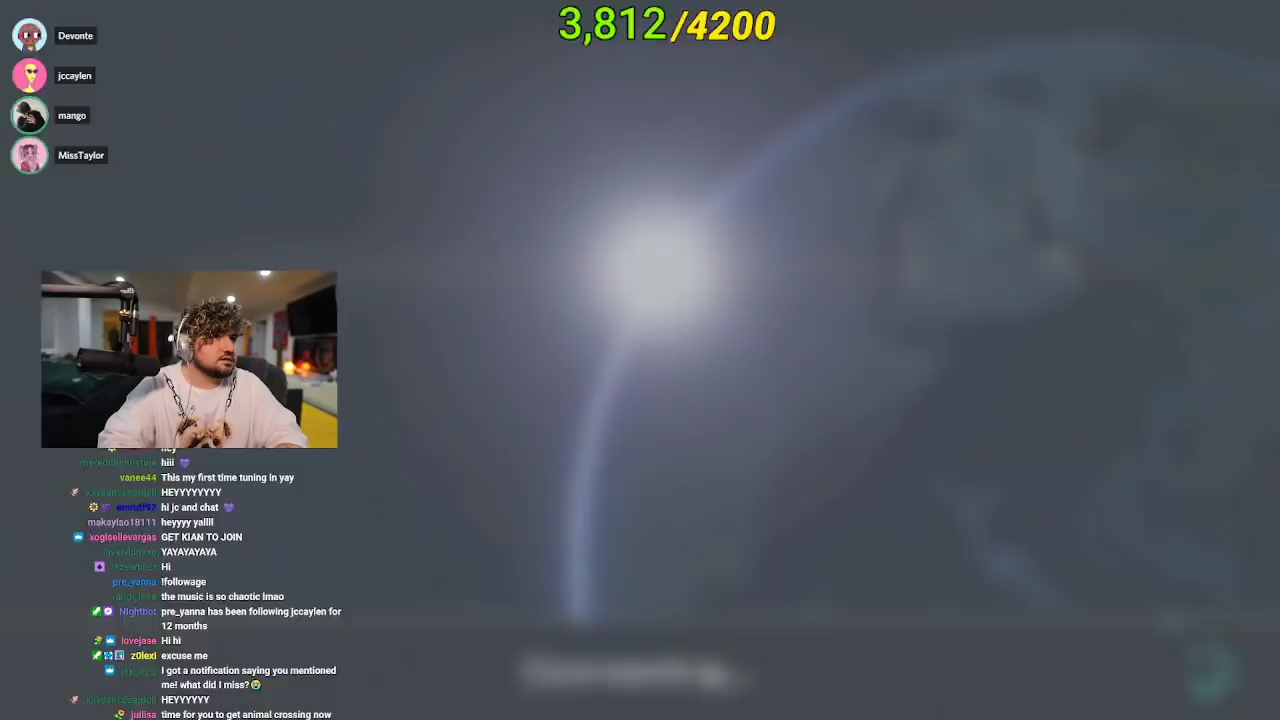 3,812/4200
Devonte
jccaylen
mango
MissTaylor
hey
hiii
vanee44 This my first time tuning in yay
HEYYYYYYYY
hi jc and chat
makaylao18111 heyyyy yallll
xogisellevargas GET KIAN TO JOIN
YAYAYAYAYA
Hi
pre_yanna !followage
the music is so chaotic lmao
Nightbot pre_yanna has been following jccaylen for
12 months
lovejase Hi hi
z0lexi excuse me
I got a notification saying you mentioned
me! what did I miss?
HEYYYYYY
julisa time for you to get animal crossing now